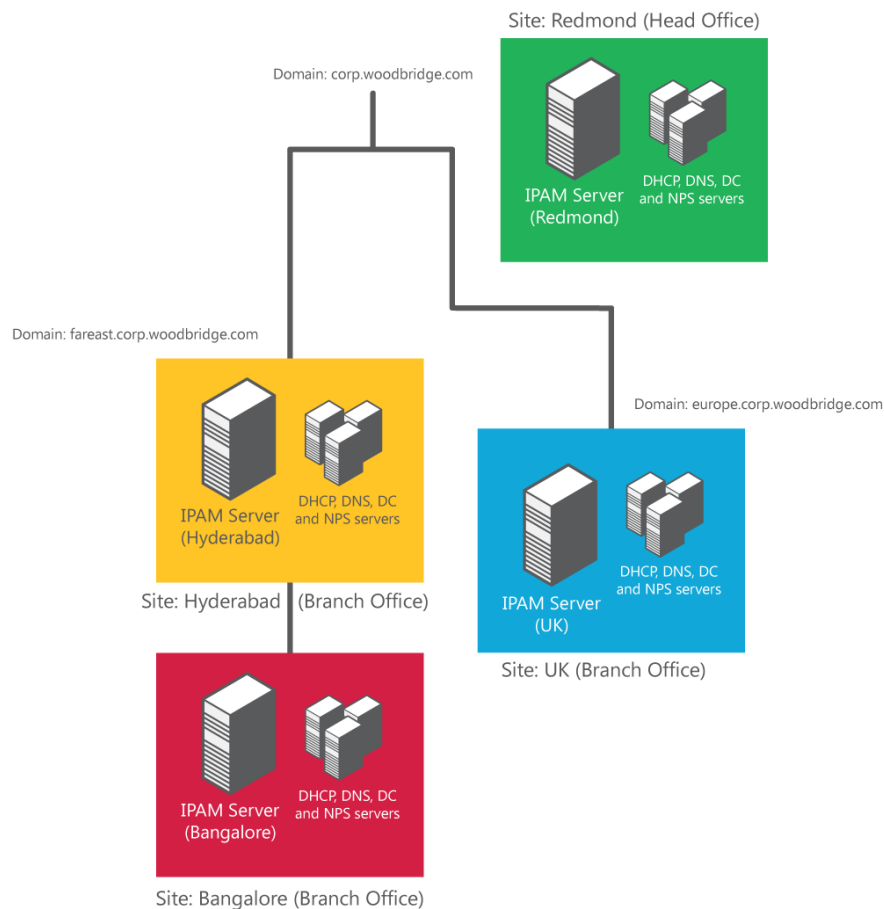 Site: Redmond (Head Office)
Domain: corp.woodbridge.com
IPAM Server
(Redmond)
DHCP, DNS, DC
and NPS servers
Domain: fareast.corp.woodbridge.com
IPAM Server
(Hyderabad)
DHCP, DNS, DC
and NPS servers
Site: Hyderabad (Branch Office)
Domain: europe.corp.woodbridge.com
IPAM Server
(UK)
DHCP, DNS, DC
and NPS servers
Site: UK (Branch Office)
IPAM Server
(Bangalore)
DHCP, DNS, DC
and NPS servers
Site: Bangalore (Branch Office)